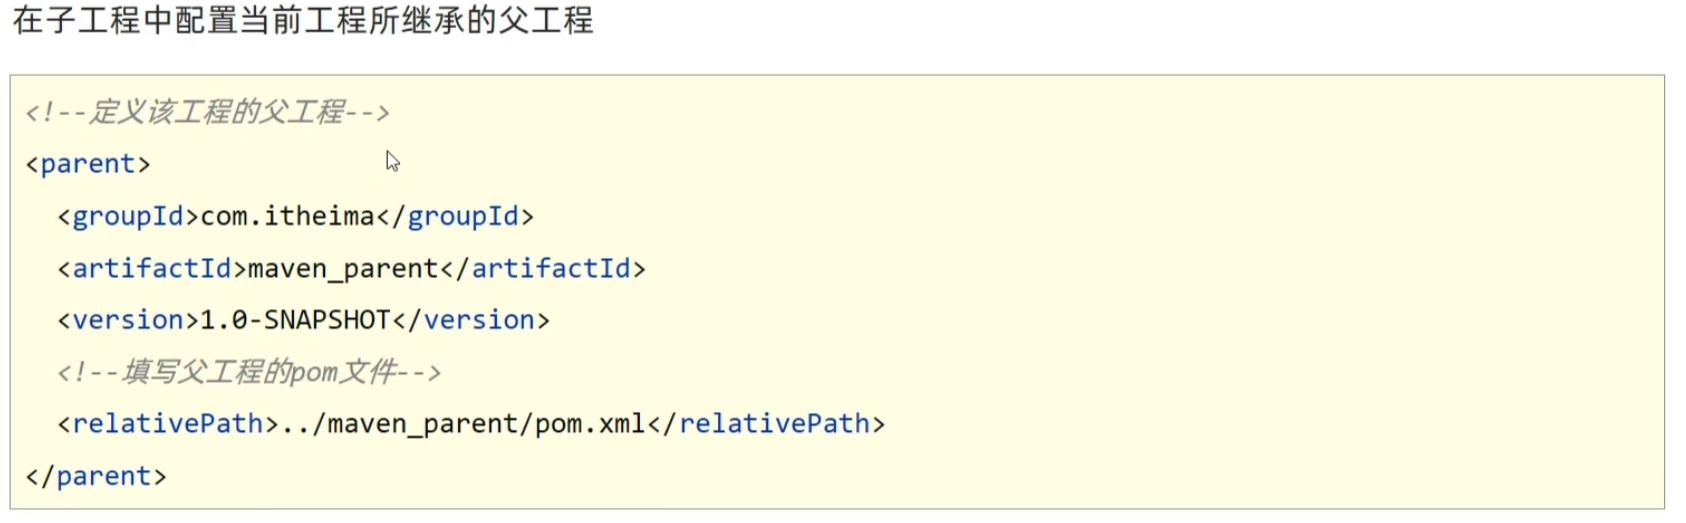 在子工程中配置当前工程所继承的父工程
<!--定义该工程的父工程-->
<parent>
<groupId>com.itheima</groupId>
<artifactId>maven_parent</artifactId>
<version>1.0-SNAPSHOT</version>
<!--填写父工程的pom文件-->
<relativePath>../maven_parent/pom.xml</relativePath>
</parent>